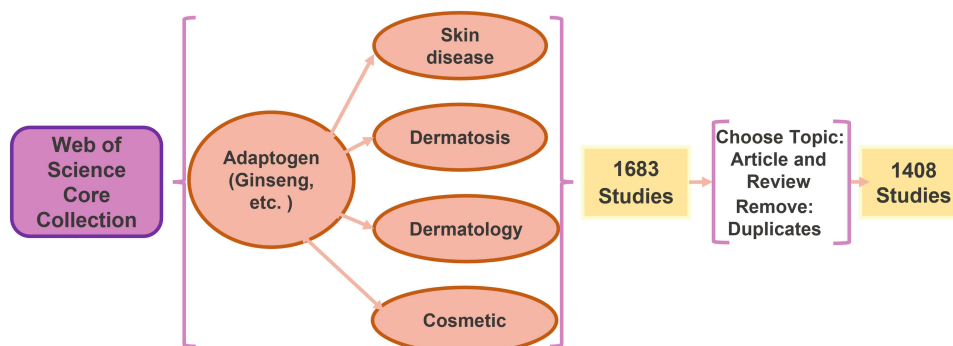 Web of
Science
Core
Collection
Adaptogen
(Ginseng,
etc. )
Skin
disease
Dermatosis
Dermatology
Cosmetic
1683
Studies
Choose Topic:
Article and
Review
Remove:
Duplicates
1408
Studies